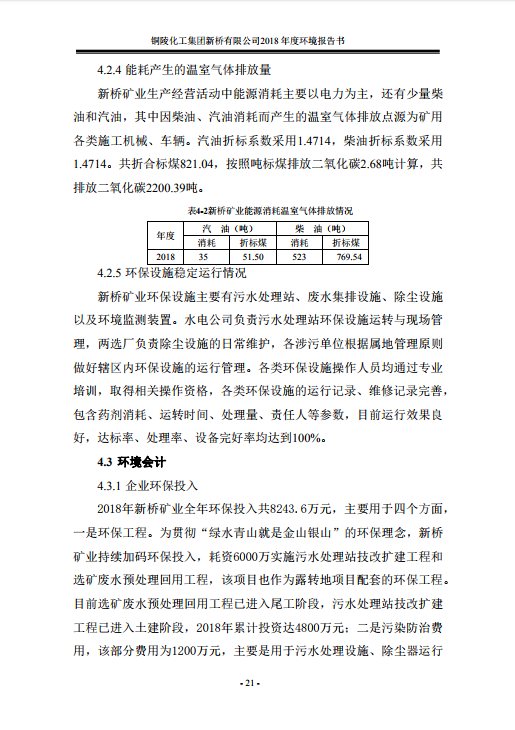 铜陵化工集团新桥有限公司2018 年度环境报告书
4.2.4 能耗产生的温室气体排放量
新桥矿业生产经营活动中能源消耗主要以电力为主，还有少量柴
油和汽油，其中因柴油、汽油消耗而产生的温室气体排放点源为矿用
各类施工机械、车辆。汽油折标系数采用1.4714，柴油折标系数采用
1.4714。共折合标煤821.04，按照吨标煤排放二氧化碳2.68吨计算，共
排放二氧化碳2200.39吨。
表4-2新桥矿业能源消耗温室气体排放情况
年度 汽 油（吨） 柴 油（吨）
消耗 折标煤 消耗 折标煤
2018 35 51.50 523 769.54
4.2.5 环保设施稳定运行情况
新桥矿业环保设施主要有污水处理站、废水集排设施、除尘设施
以及环境监测装置。水电公司负责污水处理站环保设施运转与现场管
理，两选厂负责除尘设施的日常维护，各涉污单位根据属地管理原则
做好辖区内环保设施的运行管理。各类环保设施操作人员均通过专业
培训，取得相关操作资格，各类环保设施的运行记录、维修记录完善，
包含药剂消耗、运转时间、处理量、责任人等参数，目前运行效果良
好，达标率、处理率、设备完好率均达到100%。
4.3 环境会计
4.3.1 企业环保投入
2018年新桥矿业全年环保投入共8243.6万元，主要用于四个方面，
一是环保工程。为贯彻“绿水青山就是金山银山”的环保理念，新桥
矿业持续加码环保投入，耗资6000万实施污水处理站技改扩建工程和
选矿废水预处理回用工程，该项目也作为露转地项目配套的环保工程。
目前选矿废水预处理回用工程已进入尾工阶段，污水处理站技改扩建
工程已进入土建阶段，2018年累计投资达4800万元；二是污染防治费
用，该部分费用为1200万元，主要是用于污水处理设施、除尘器运行
- 21 -